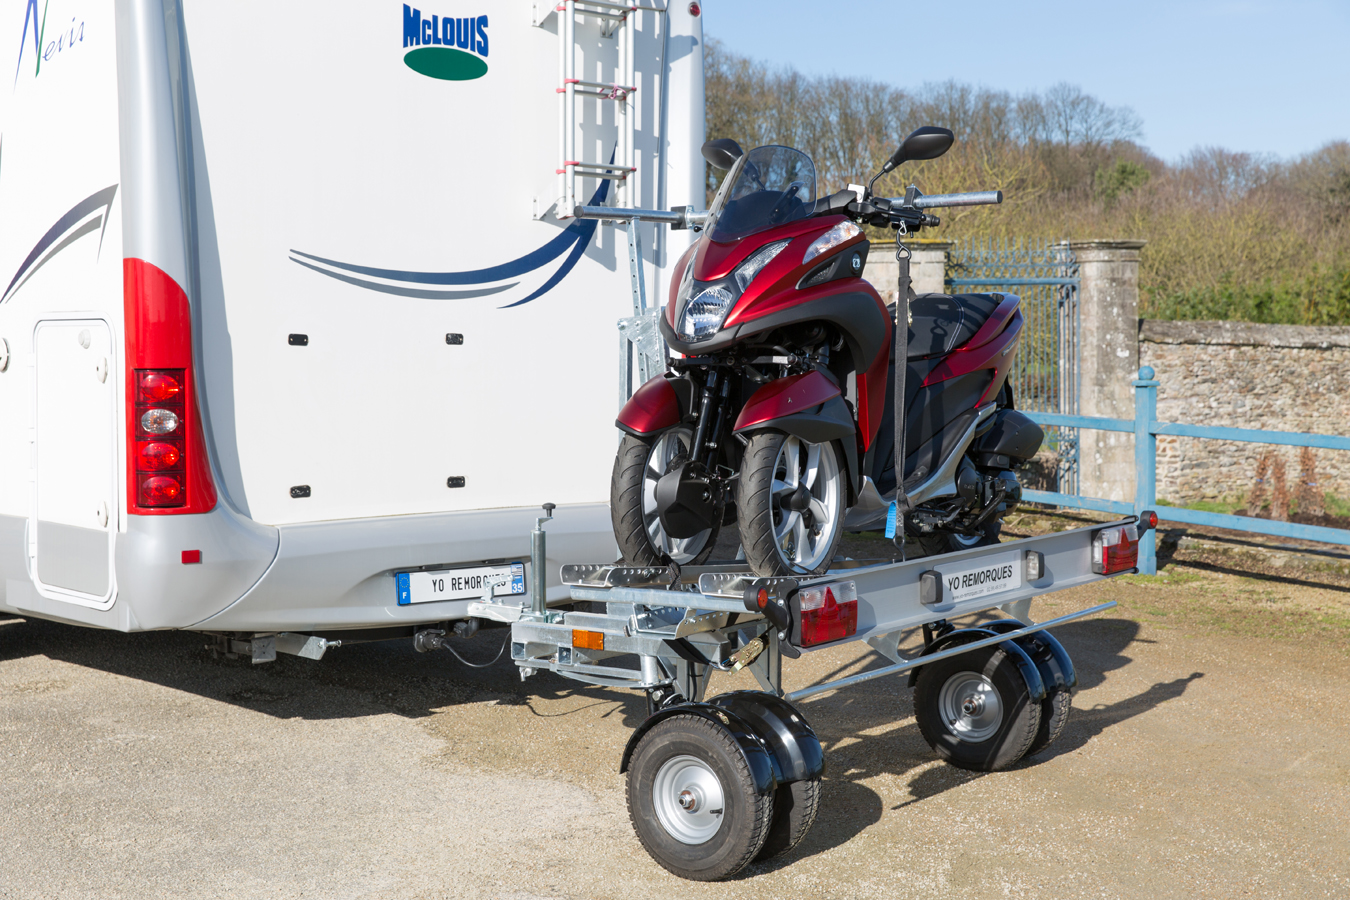 Nevis
McLOUIS
F
YO REMORQUES
35
YO REMORQUES